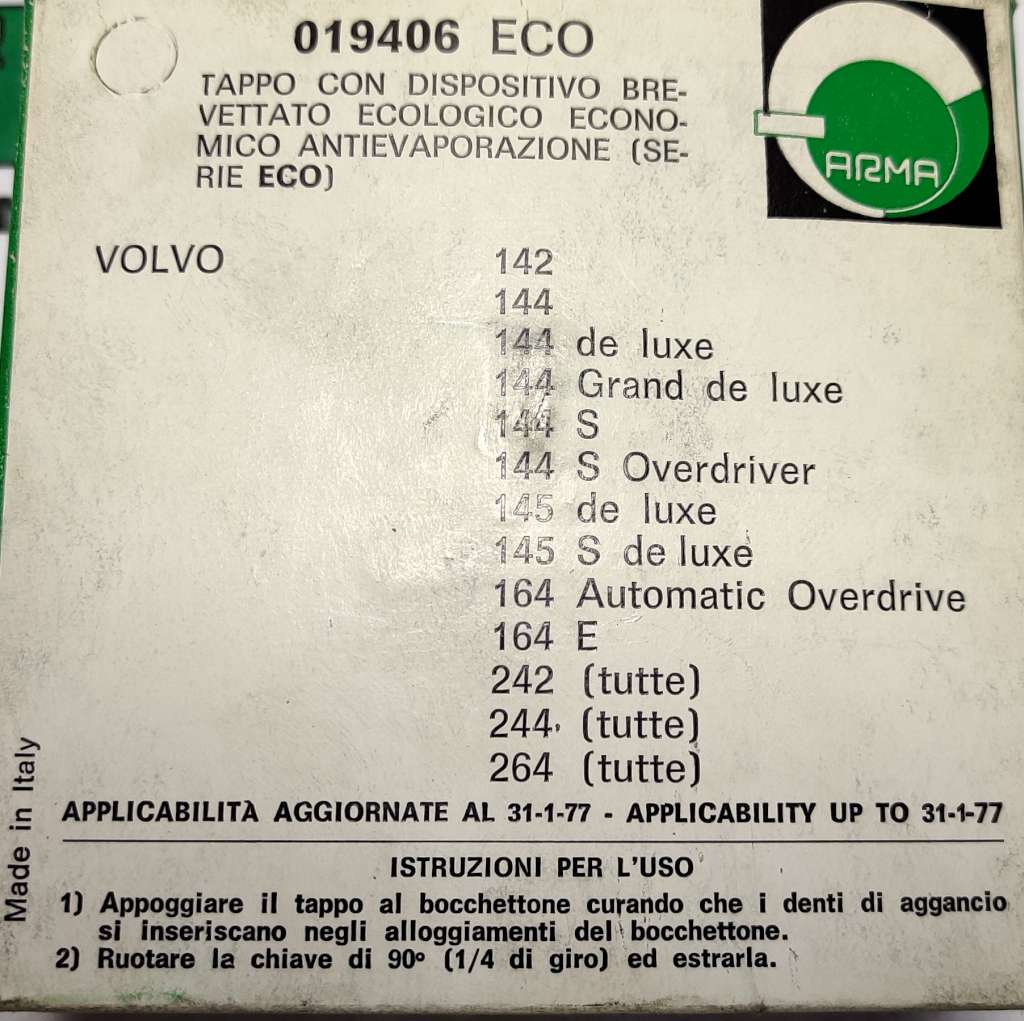 019406 ECO
TAPPO CON DISPOSITIVO BRE-
VETTATO ECOLOGICO ECONO-
MICO ANTIEVAPORAZIONE (SE-
RIE ECO)
ARMA
VOLVO 142
144
144 de luxe
144 Grand de luxe
144 S
144 S Overdriver
145 de luxe
145 S de luxe
164 Automatic Overdrive
164 E
242 (tutte)
244 (tutte)
264 (tutte)
Made in Italy
APPLICABILITÀ AGGIORNATE AL 31-1-77 - APPLICABILITY UP TO 31-1-77
ISTRUZIONI PER L'USO
1) Appoggiare il tappo al bocchettone curando che i denti di aggancio
si inseriscano negli alloggiamenti del bocchettone.
2) Ruotare la chiave di 90º (1/4 di giro) ed estrarla.